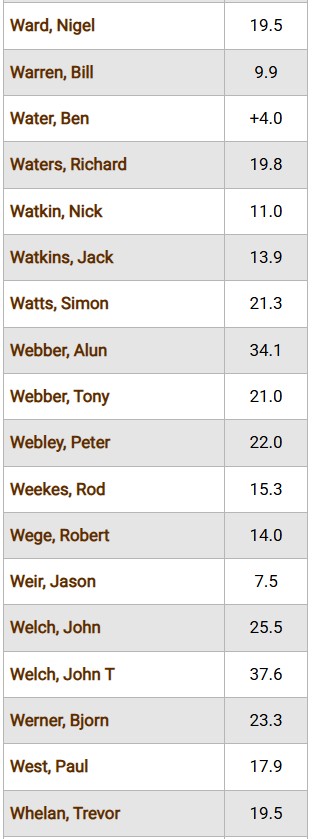 Ward, Nigel 19.5
Warren, Bill 9.9
Water, Ben +4.0
Waters, Richard 19.8
Watkin, Nick 11.0
Watkins, Jack 13.9
Watts, Simon 21.3
Webber, Alun 34.1
Webber, Tony 21.0
Webley, Peter 22.0
Weekes, Rod 15.3
Wege, Robert 14.0
Weir, Jason 7.5
Welch, John 25.5
Welch, John T 37.6
Werner, Bjorn 23.3
West, Paul 17.9
Whelan, Trevor 19.5